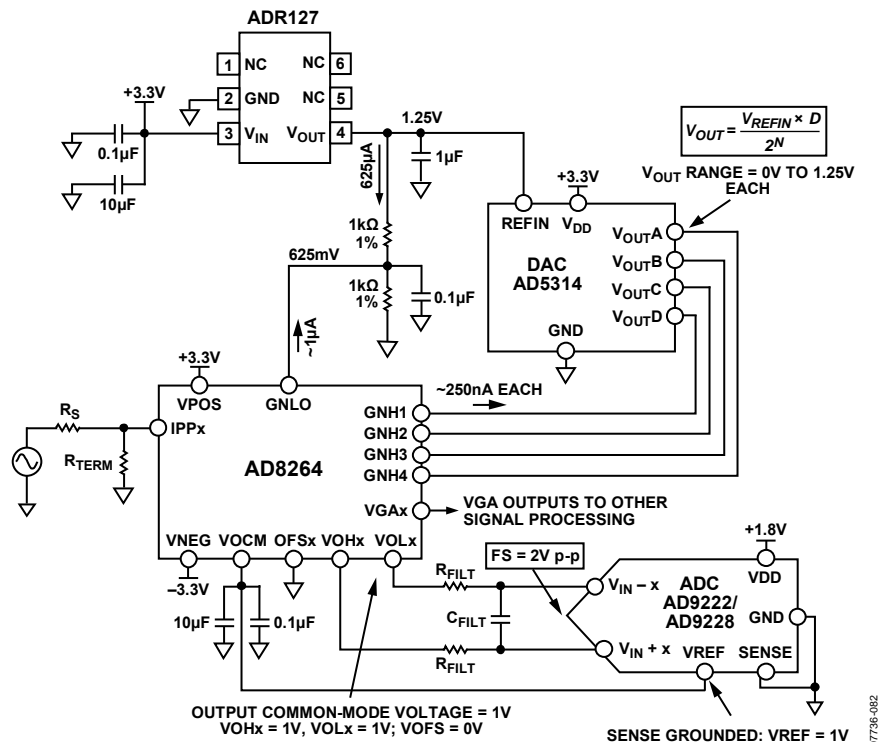 ADR127
1 NC NC 6
2 GND NC 5
3 VIN VOUT 4
+3.3V
0.1µF
10µF
1.25V
1µF
625µA
1kΩ
1%
625mV
1kΩ
1%
0.1µF
~1µA
VOUT = VREFIN × D
2^N
VOUT RANGE = 0V TO 1.25V
EACH
+3.3V
REFIN VDD
DAC
AD5314
VOUTA
VOUTB
VOUTC
VOUTD
GND
~250nA EACH
+3.3V
VPOS GNLO
RS
IPPx
RTERM
AD8264
GNH1
GNH2
GNH3
GNH4
VGAx
VGA OUTPUTS TO OTHER
SIGNAL PROCESSING
VNEG VOCM OFSx VOHx VOLx
–3.3V
10µF
0.1µF
RFILT
CFILT
RFILT
FS = 2V p-p
+1.8V
VDD
VIN – x
ADC
AD9222/
AD9228
GND
VIN + x
VREF SENSE
OUTPUT COMMON-MODE VOLTAGE = 1V
VOHx = 1V, VOLx = 1V; VOFS = 0V
SENSE GROUNDED: VREF = 1V
07736-082